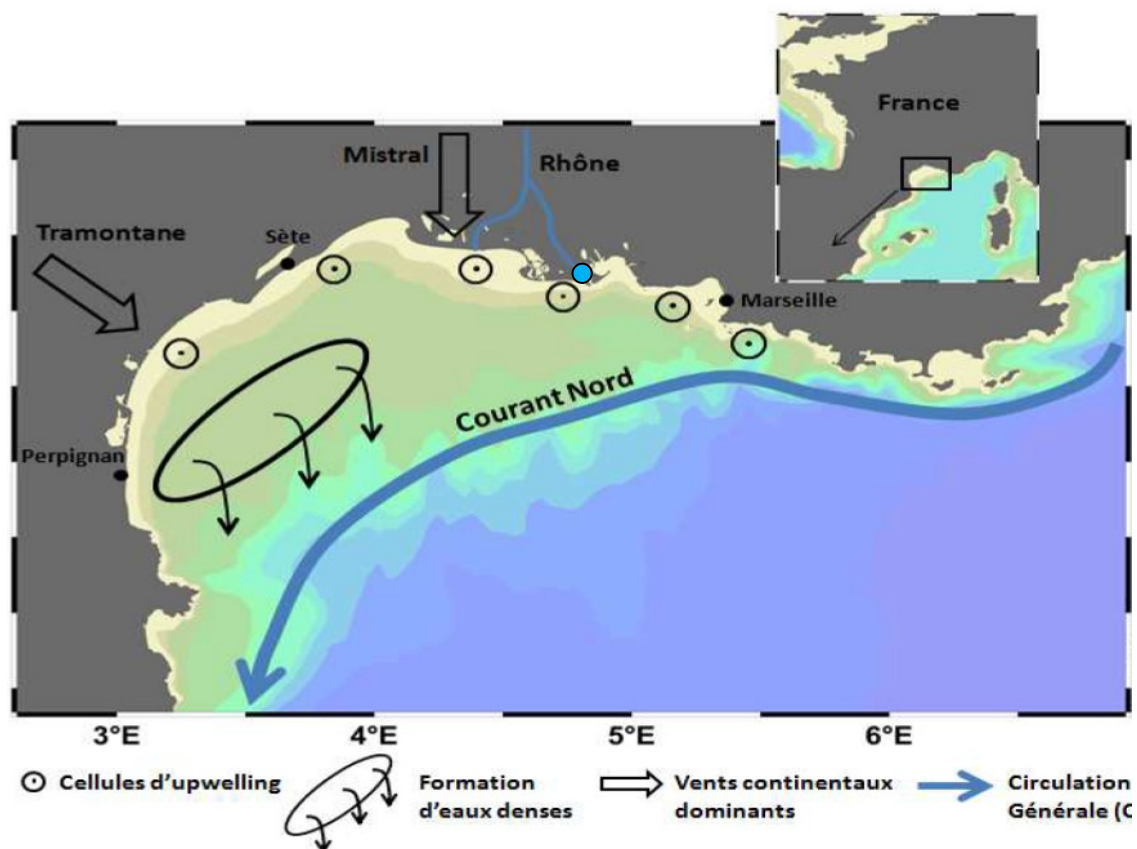 France
Mistral
Rhône
Tramontane
Sète
Marseille
Courant Nord
Perpignan
3°E 4°E 5°E 6°E
Cellules d'upwelling
Formation
d'eaux denses
Vents continentaux
dominants
Circulation
Générale (C